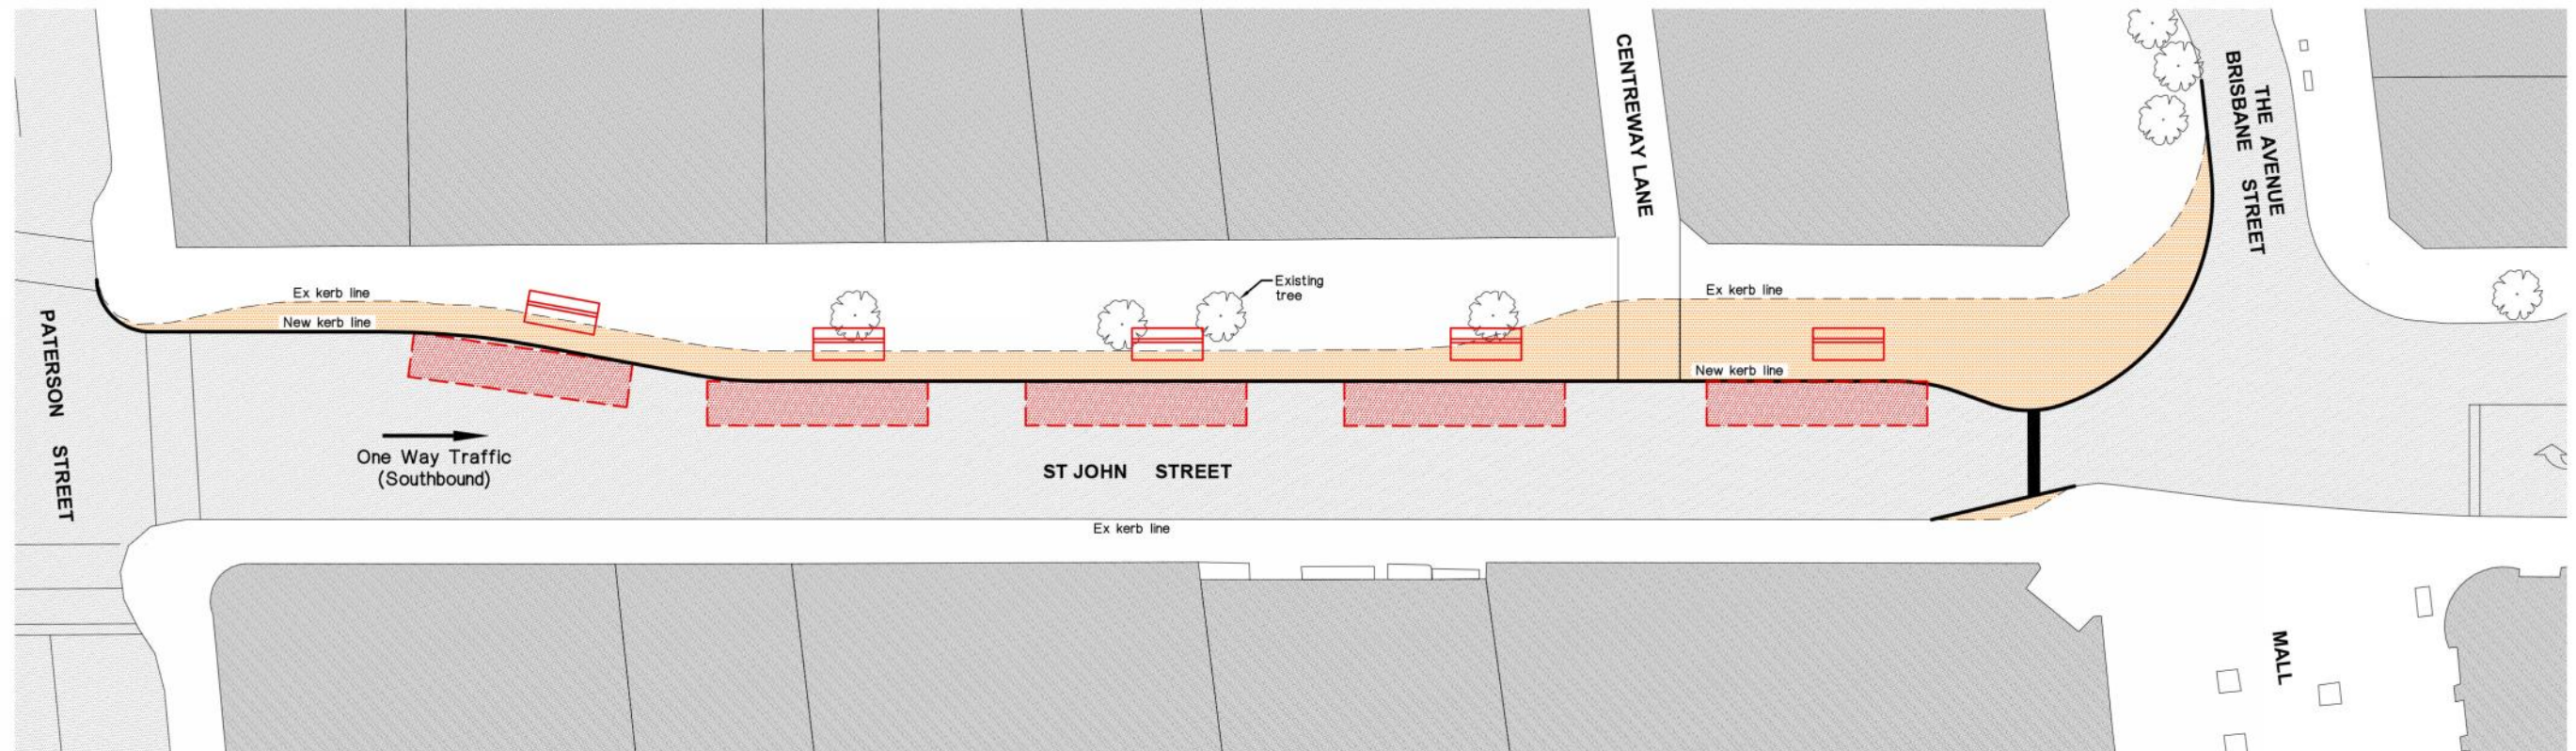 CENTREWAY LANE
THE AVENUE
BRISBANE STREET
Existing
tree
Ex kerb line
Ex kerb line
New kerb line
New kerb line
PATERSON STREET
One Way Traffic
(Southbound)
ST JOHN STREET
Ex kerb line
MALL